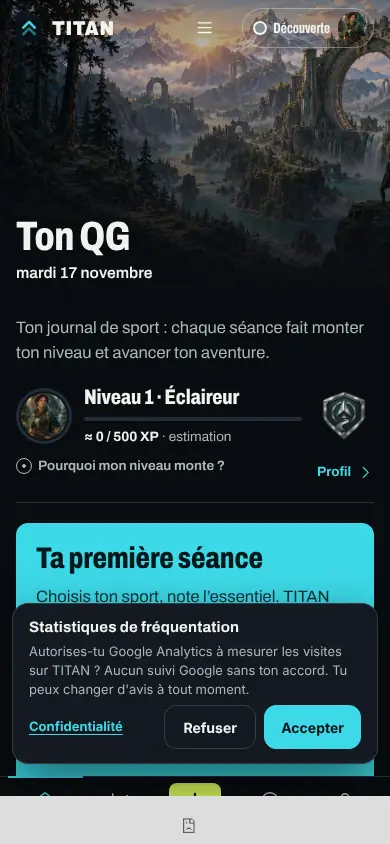 TITAN
Découverte
Ton QG
mardi 17 novembre
Ton journal de sport : chaque séance fait monter
ton niveau et avancer ton aventure.
Niveau 1 · Éclaireur
≈ 0 / 500 XP · estimation
Pourquoi mon niveau monte ?
Profil
Ta première séance
Choisis ton sport, note l'essentiel. TITAN
Statistiques de fréquentation
Autorises-tu Google Analytics à mesurer les visites
sur TITAN ? Aucun suivi Google sans ton accord. Tu
peux changer d'avis à tout moment.
Confidentialité
Refuser
Accepter